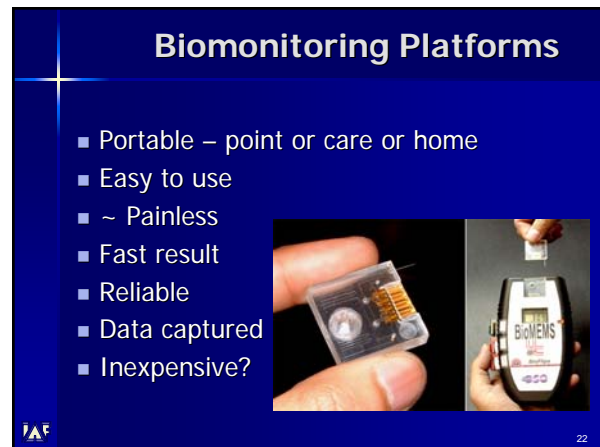 Biomonitoring Platforms
Portable – point or care or home
Easy to use
~ Painless
Fast result
Reliable
Data captured
Inexpensive?
BioMEMS
IAF
22